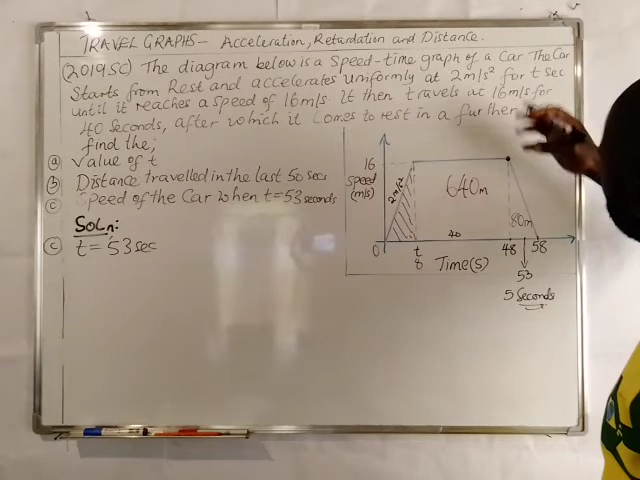 TRAVEL GRAPHS- Acceleration, Retardation and Distance.
(2019SC) The diagram below is a Speed-time graph of a Car. The Car
Starts from Rest and accelerates uniformly at 2m/s² for t sec
until it reaches a speed of 16m/s. It then travels at 16m/s for
40 seconds, after which it comes to rest in a further
find the;
(a) Value of t
(b) Distance travelled in the last 50 secs
(c) Speed of the Car when t=53 seconds
SoLn:
(c) t = 53 sec
16
Speed
(m/s)
2m/s²
640m
80m
40
0
t
8
Time(s)
48
58
53
5 Seconds